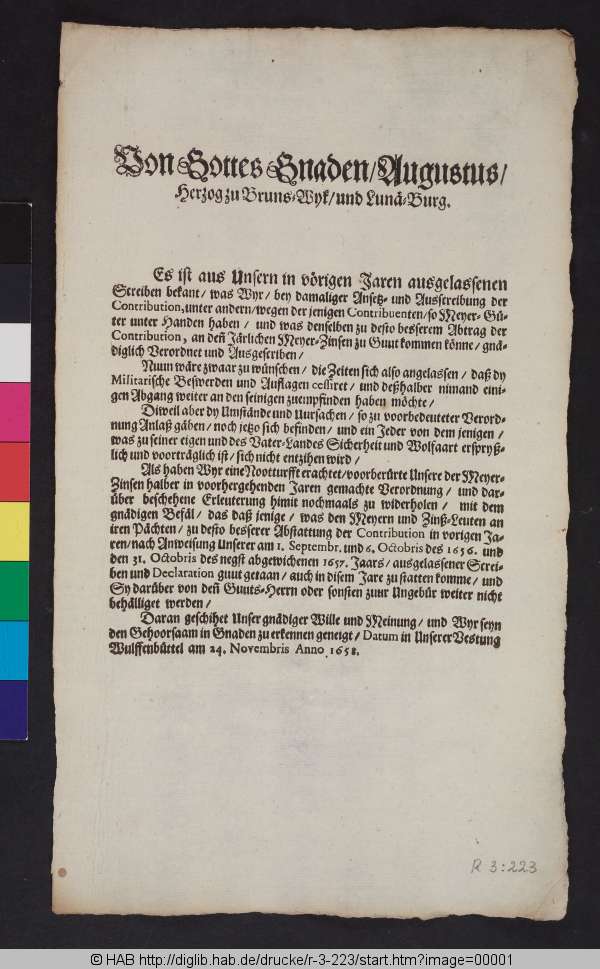 Von Gottes Gnaden/Augustus/
Herzog zu Bruns-Wyk/und Lunä-Burg.
Es ist aus Unsern in vörigen Jaren ausgelassenen
Streiben bekant/ was Wyr/ bey damaliger Ansetz- und Ausscreibung der
Contribution, unter andern/wegen der jenigen Contribuenten/so Meyer-Gü-
ter unter Handen haben/ und was denselben zu desto besserem Abtrag der
Contribution, an deñ Järlichen Meyer-Zinsen zu Guut kommen könne/ gnä-
diglich Verordnet und Ausgescriben/
Nuun wäre zwaar zu wünschen/ die Zeiten sich also angelassen/ daß dy
Militarische Beswerden und Auflagen cessiret/ und deßhalber nimand eini-
gen Abgang weiter an den seinigen zuempfinden haben möchte/
Diweil aber dy Umstände und Uursachen/ so zu voorbedeuteter Verord-
nung Anlaß gäben/ noch jetzo sich befinden/ und ein Jeder von dem jenigen/
was zu seiner eigen und des Vater-Landes Sicherheit und Wolfaart erspryß-
lich und voorträglich ist/ sich nicht entzihen wird/
Als haben Wyr eine Nootturfft erachtet/voorberürte Unsere der Meyer-
Zinsen halber in voorhergehenden Jaren gemachte Verordnung/ und dar-
über beschehene Erleuterung himit nochmaals zu widerholen/ mit dem
gnädigen Befäl/ das daß jenige/ was den Meyern und Zinß-Leuten an
iren Pächten/ zu desto besserer Abstattung der Contribution in vorigen Ja-
ren/nach Anweisung Unserer am 1. Septembr. und 6. Octobris des 1656. und
den 31. Octobris des negst abgewichenen 1657. Jaars/ ausgelassener Screi-
ben und Declaration guut getaan/ auch in disem Jare zu statten komme/ und
Sy darüber von deñ Guuts-Herrn oder sonsten zuur Ungebür weiter nicht
behälliget werden/
Daran geschihet Unser gnädiger Wille und Meinung/ und Wyr seyn
den Gehoorsaam in Gnaden zu erkennen geneigt/ Datum in Unserer Vestung
Wulffenbüttel am 24. Novembris Anno 1658.
R 3:223
© HAB http://diglib.hab.de/drucke/r-3-223/start.htm?image=00001